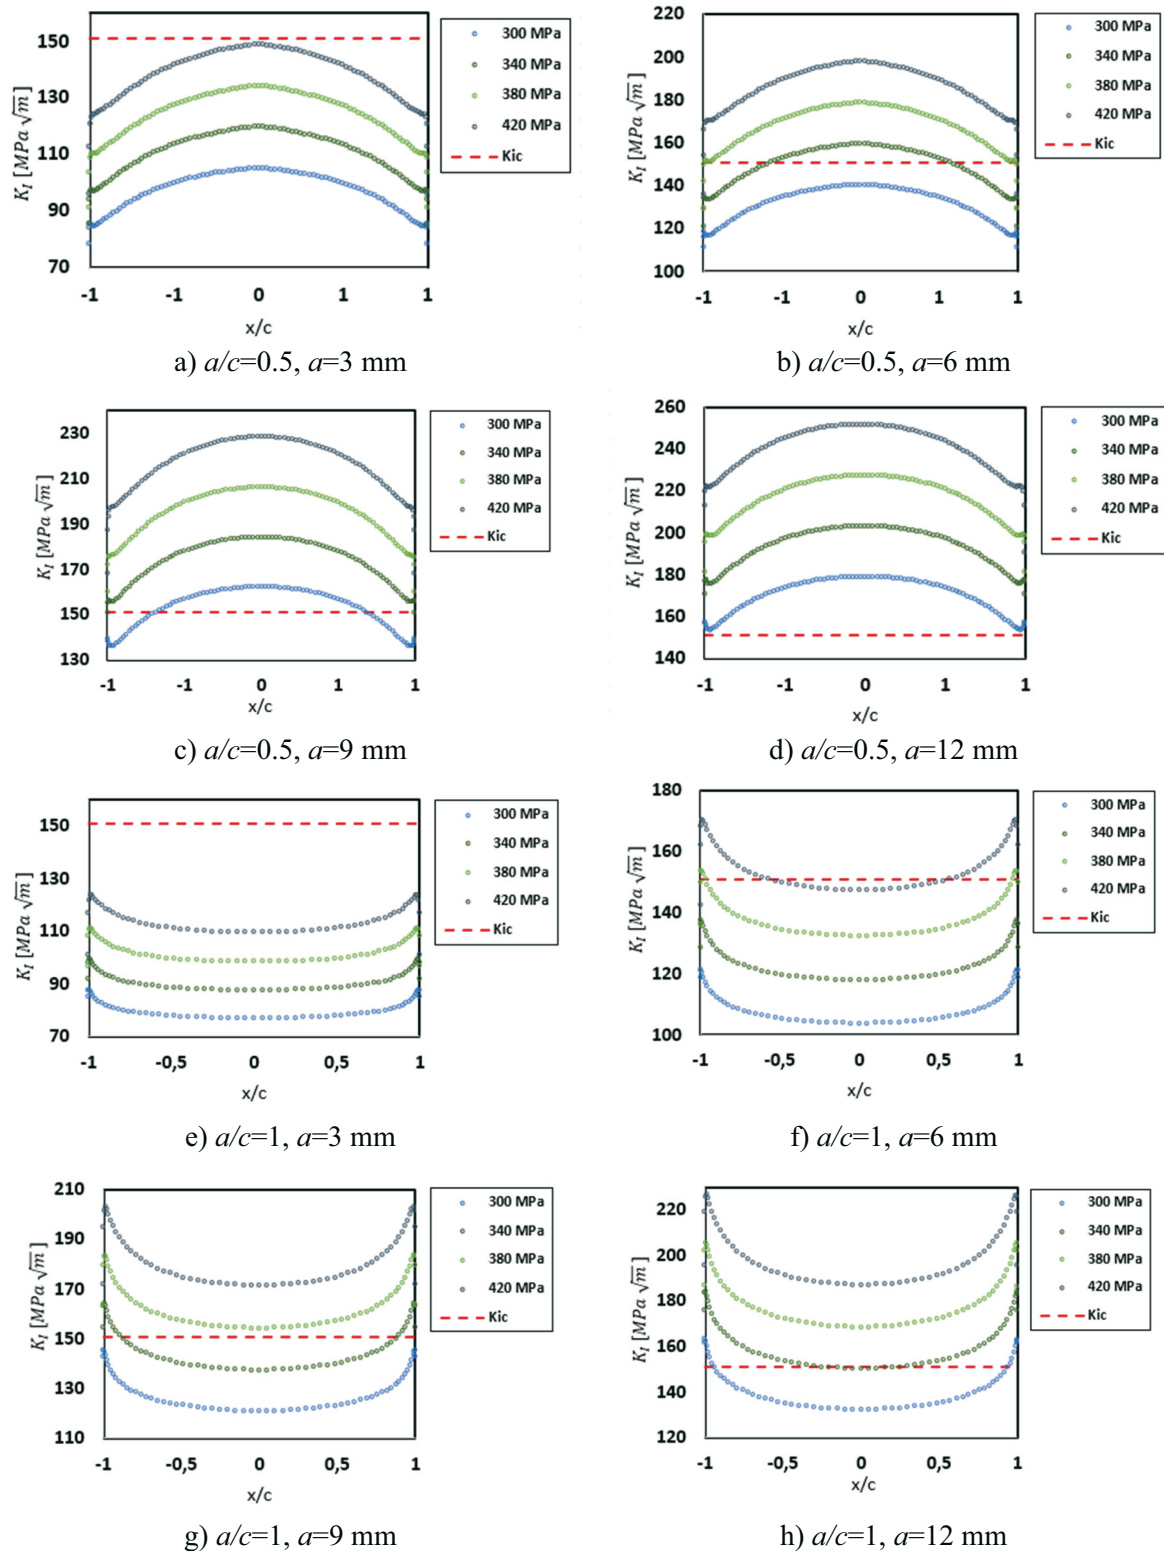 150
130
110
90
70
K_I [MPa √m]
-1 -1 0 1 1
x/c
300 MPa
340 MPa
380 MPa
420 MPa
Kic
a) a/c=0.5, a=3 mm
220
200
180
160
140
120
100
K_I [MPa √m]
-1 -1 0 1 1
x/c
300 MPa
340 MPa
380 MPa
420 MPa
Kic
b) a/c=0.5, a=6 mm
230
210
190
170
150
130
K_I [MPa √m]
-1 -1 0 1 1
x/c
300 MPa
340 MPa
380 MPa
420 MPa
Kic
c) a/c=0.5, a=9 mm
260
240
220
200
180
160
140
K_I [MPa √m]
-1 -1 0 1 1
x/c
300 MPa
340 MPa
380 MPa
420 MPa
Kic
d) a/c=0.5, a=12 mm
150
130
110
90
70
K_I [MPa √m]
-1 -0,5 0 0,5 1
x/c
300 MPa
340 MPa
380 MPa
420 MPa
Kic
e) a/c=1, a=3 mm
180
160
140
120
100
K_I [MPa √m]
-1 -0,5 0 0,5 1
x/c
300 MPa
340 MPa
380 MPa
420 MPa
Kic
f) a/c=1, a=6 mm
210
190
170
150
130
110
K_I [MPa √m]
-1 -0,5 0 0,5 1
x/c
300 MPa
340 MPa
380 MPa
420 MPa
Kic
g) a/c=1, a=9 mm
220
200
180
160
140
120
K_I [MPa √m]
-1 -0,5 0 0,5 1
x/c
300 MPa
340 MPa
380 MPa
420 MPa
Kic
h) a/c=1, a=12 mm